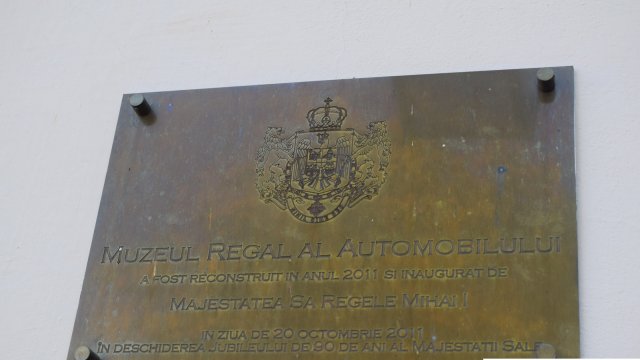 MUZEUL REGAL AL AUTOMOBILULUI
A FOST RECONSTRUIT IN ANUL 2011 SI INAUGURAT DE
MAJESTATEA SA REGELE MIHAI I
IN ZIUA DE 20 OCTOMBRIE 2011
IN DESCHIDEREA JUBILEULUI DE 90 DE ANI AL MAJESTATII SALE